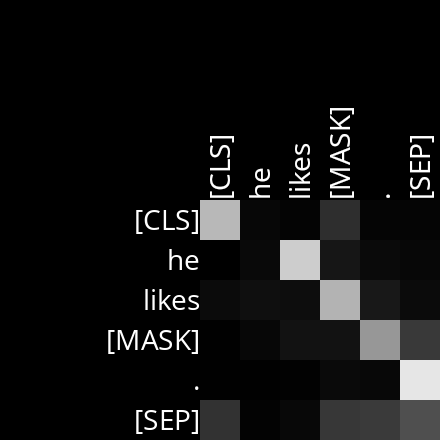 [CLS] he likes [MASK] . [SEP]
[CLS]
he
likes
[MASK]
.
[SEP]